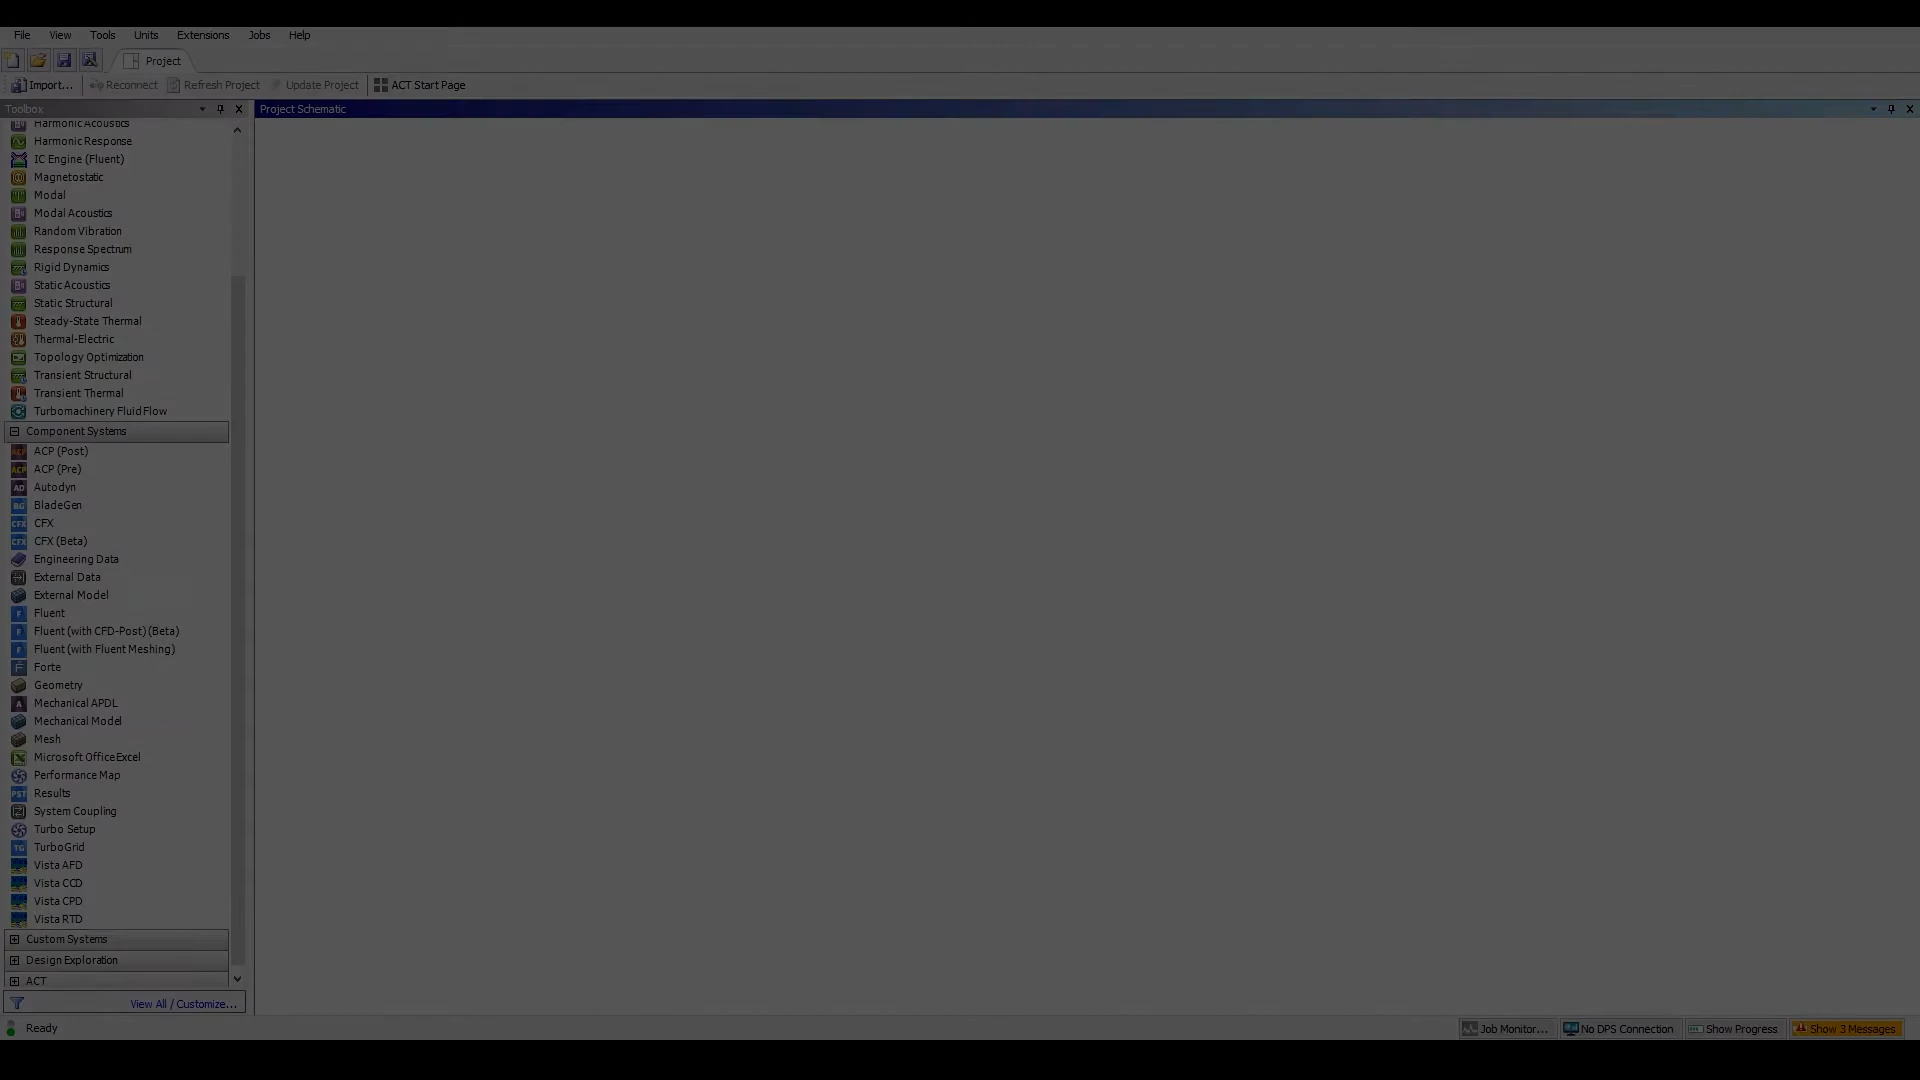 File View Tools Units Extensions Jobs Help
Project
Import... Reconnect Refresh Project Update Project ACT Start Page
Toolbox
Project Schematic
Harmonic Acoustics
Harmonic Response
IC Engine (Fluent)
Magnetostatic
Modal
Modal Acoustics
Random Vibration
Response Spectrum
Rigid Dynamics
Static Acoustics
Static Structural
Steady-State Thermal
Thermal-Electric
Topology Optimization
Transient Structural
Transient Thermal
Turbomachinery Fluid Flow
Component Systems
ACP (Post)
ACP (Pre)
Autodyn
BladeGen
CFX
CFX (Beta)
Engineering Data
External Data
External Model
Fluent
Fluent (with CFD-Post) (Beta)
Fluent (with Fluent Meshing)
Forte
Geometry
Mechanical APDL
Mechanical Model
Mesh
Microsoft Office Excel
Performance Map
Results
System Coupling
Turbo Setup
TurboGrid
Vista AFD
Vista CCD
Vista CPD
Vista RTD
Custom Systems
Design Exploration
ACT
View All / Customize...
Ready
Job Monitor... No DPS Connection Show Progress Show 3 Messages